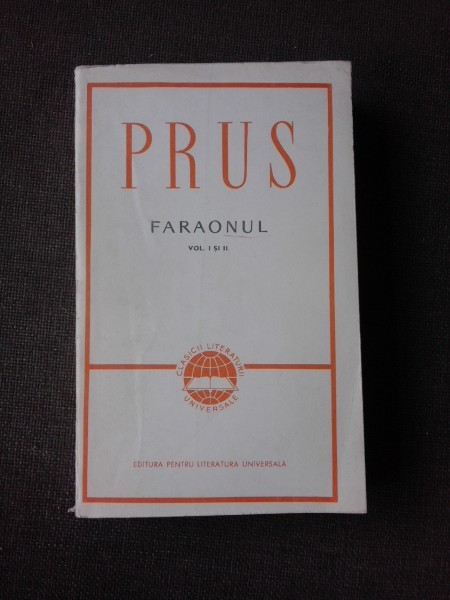 PRUS
FARAONUL
VOL. I ȘI II
CLASICII LITERATURII
UNIVERSALE
EDITURA PENTRU LITERATURA UNIVERSALA